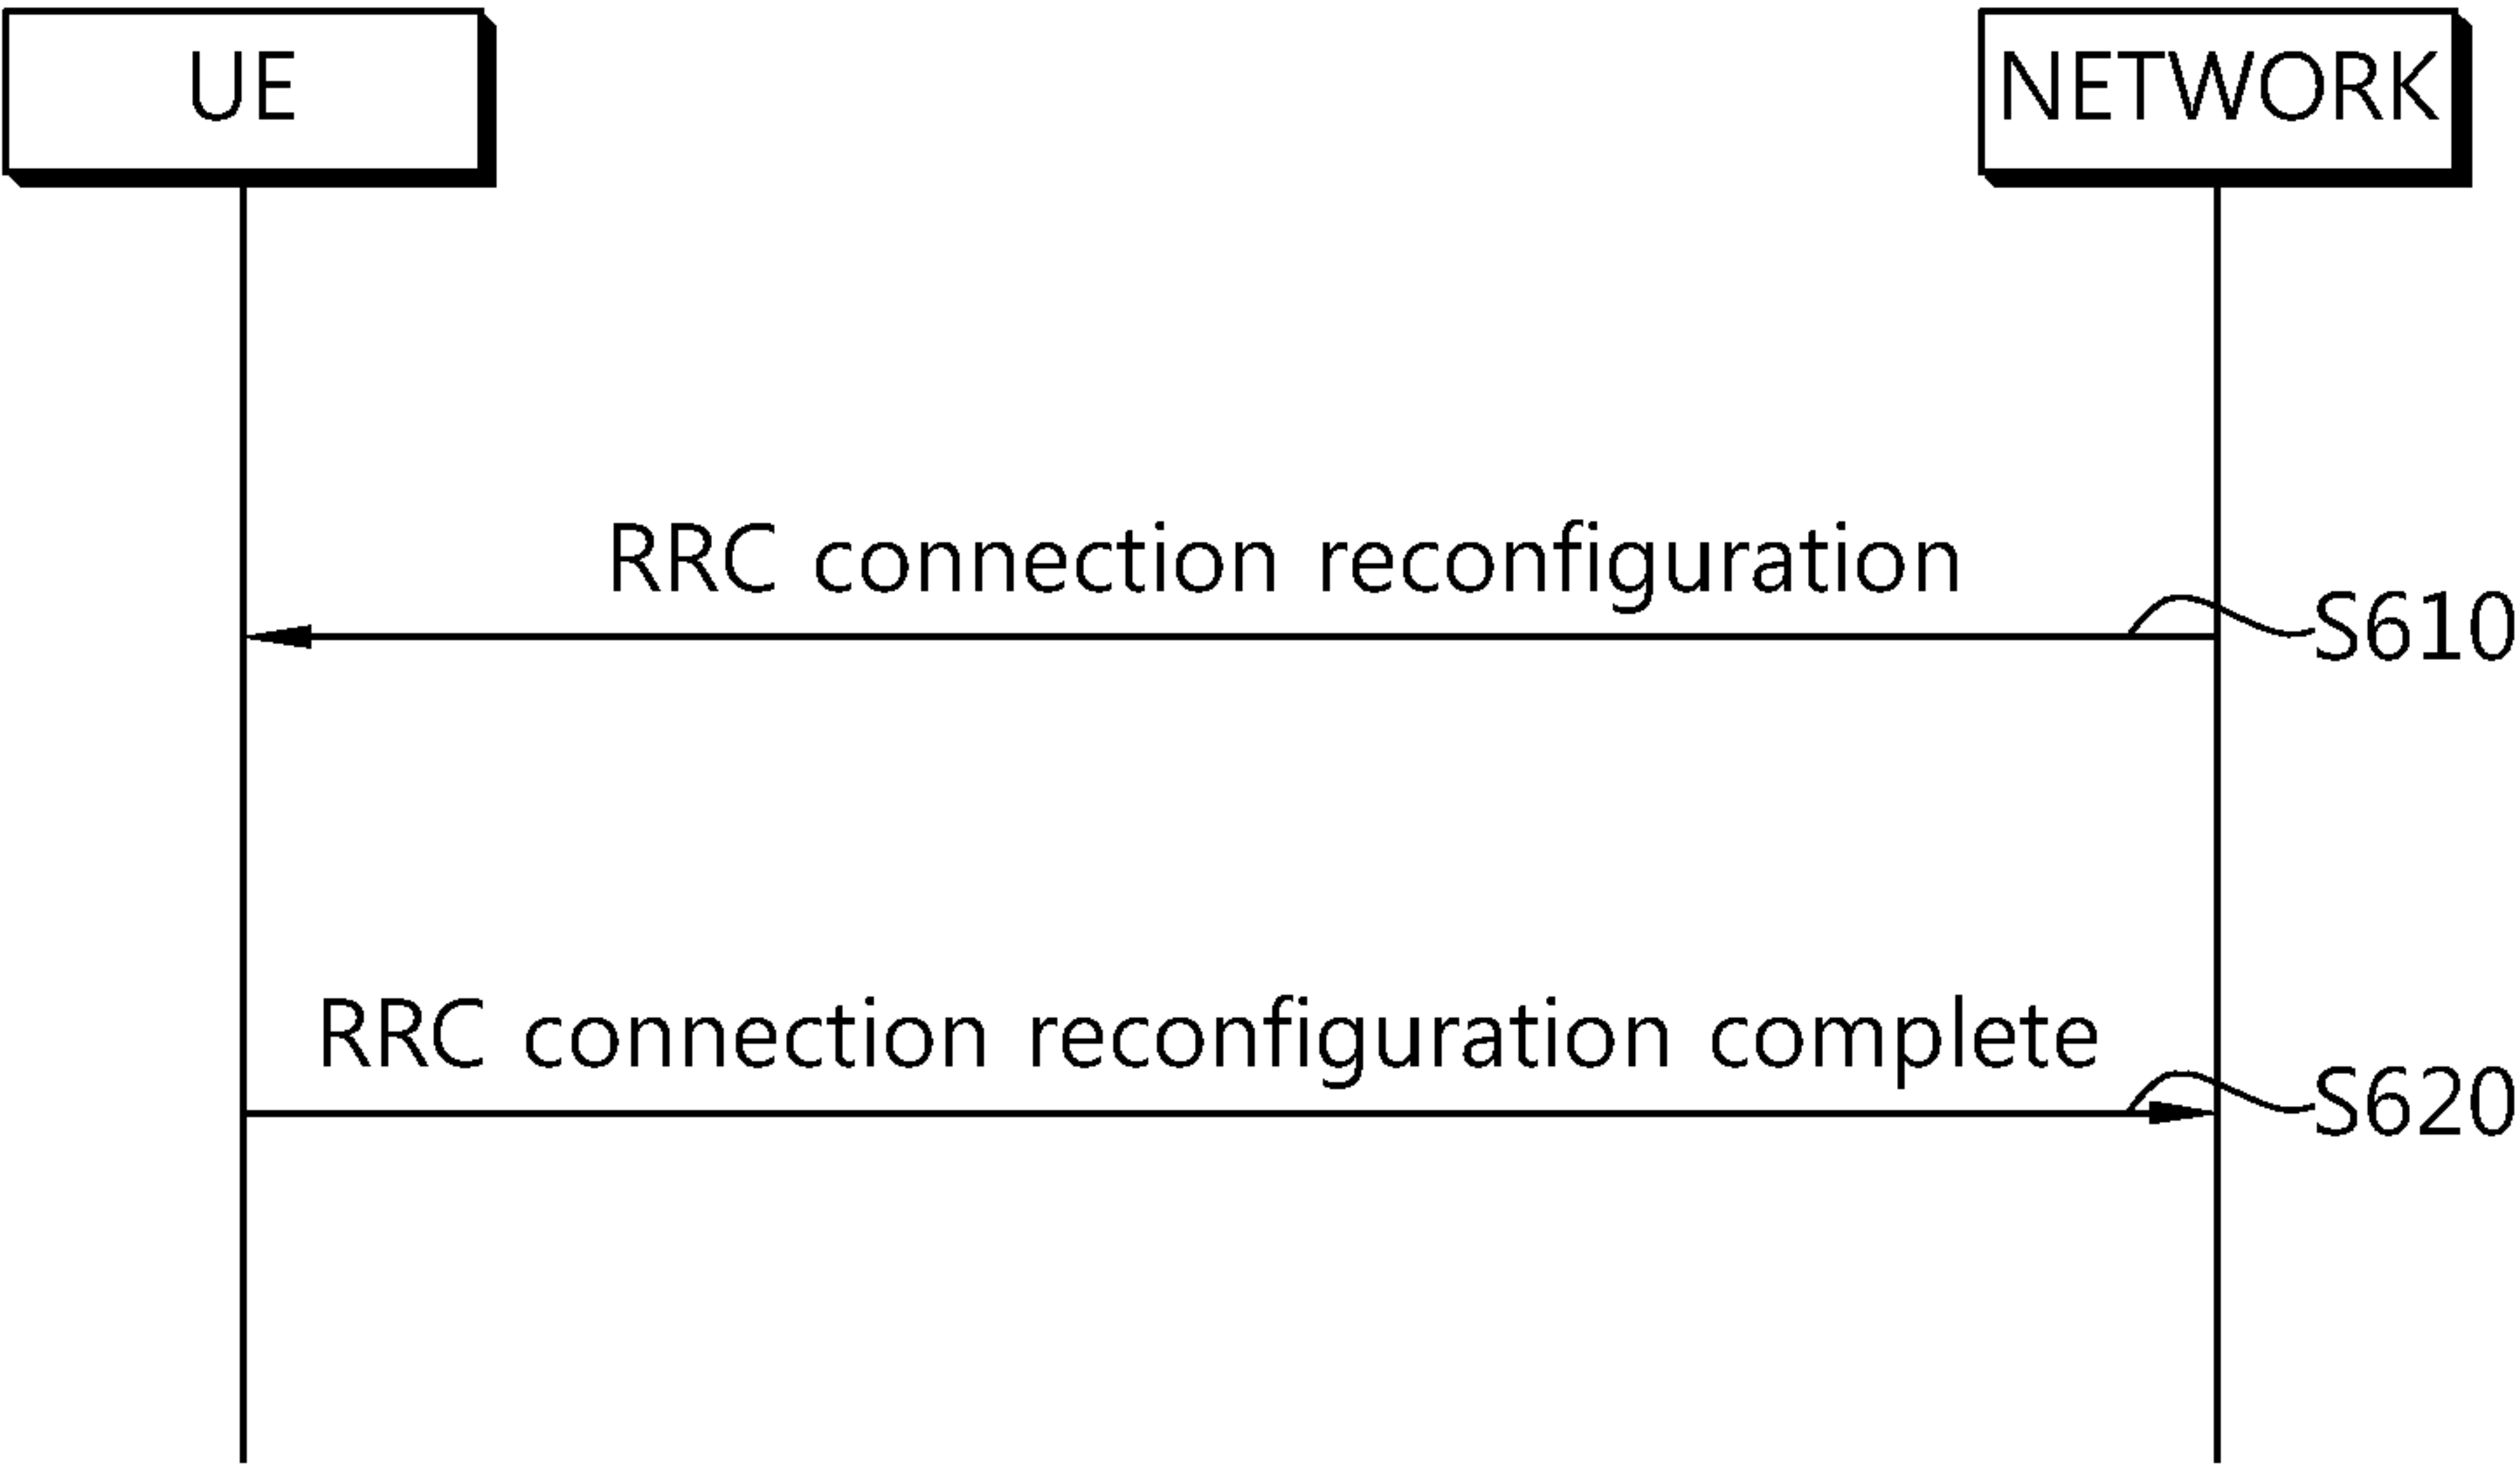 UE
NETWORK
RRC connection reconfiguration
S610
RRC connection reconfiguration complete
S620